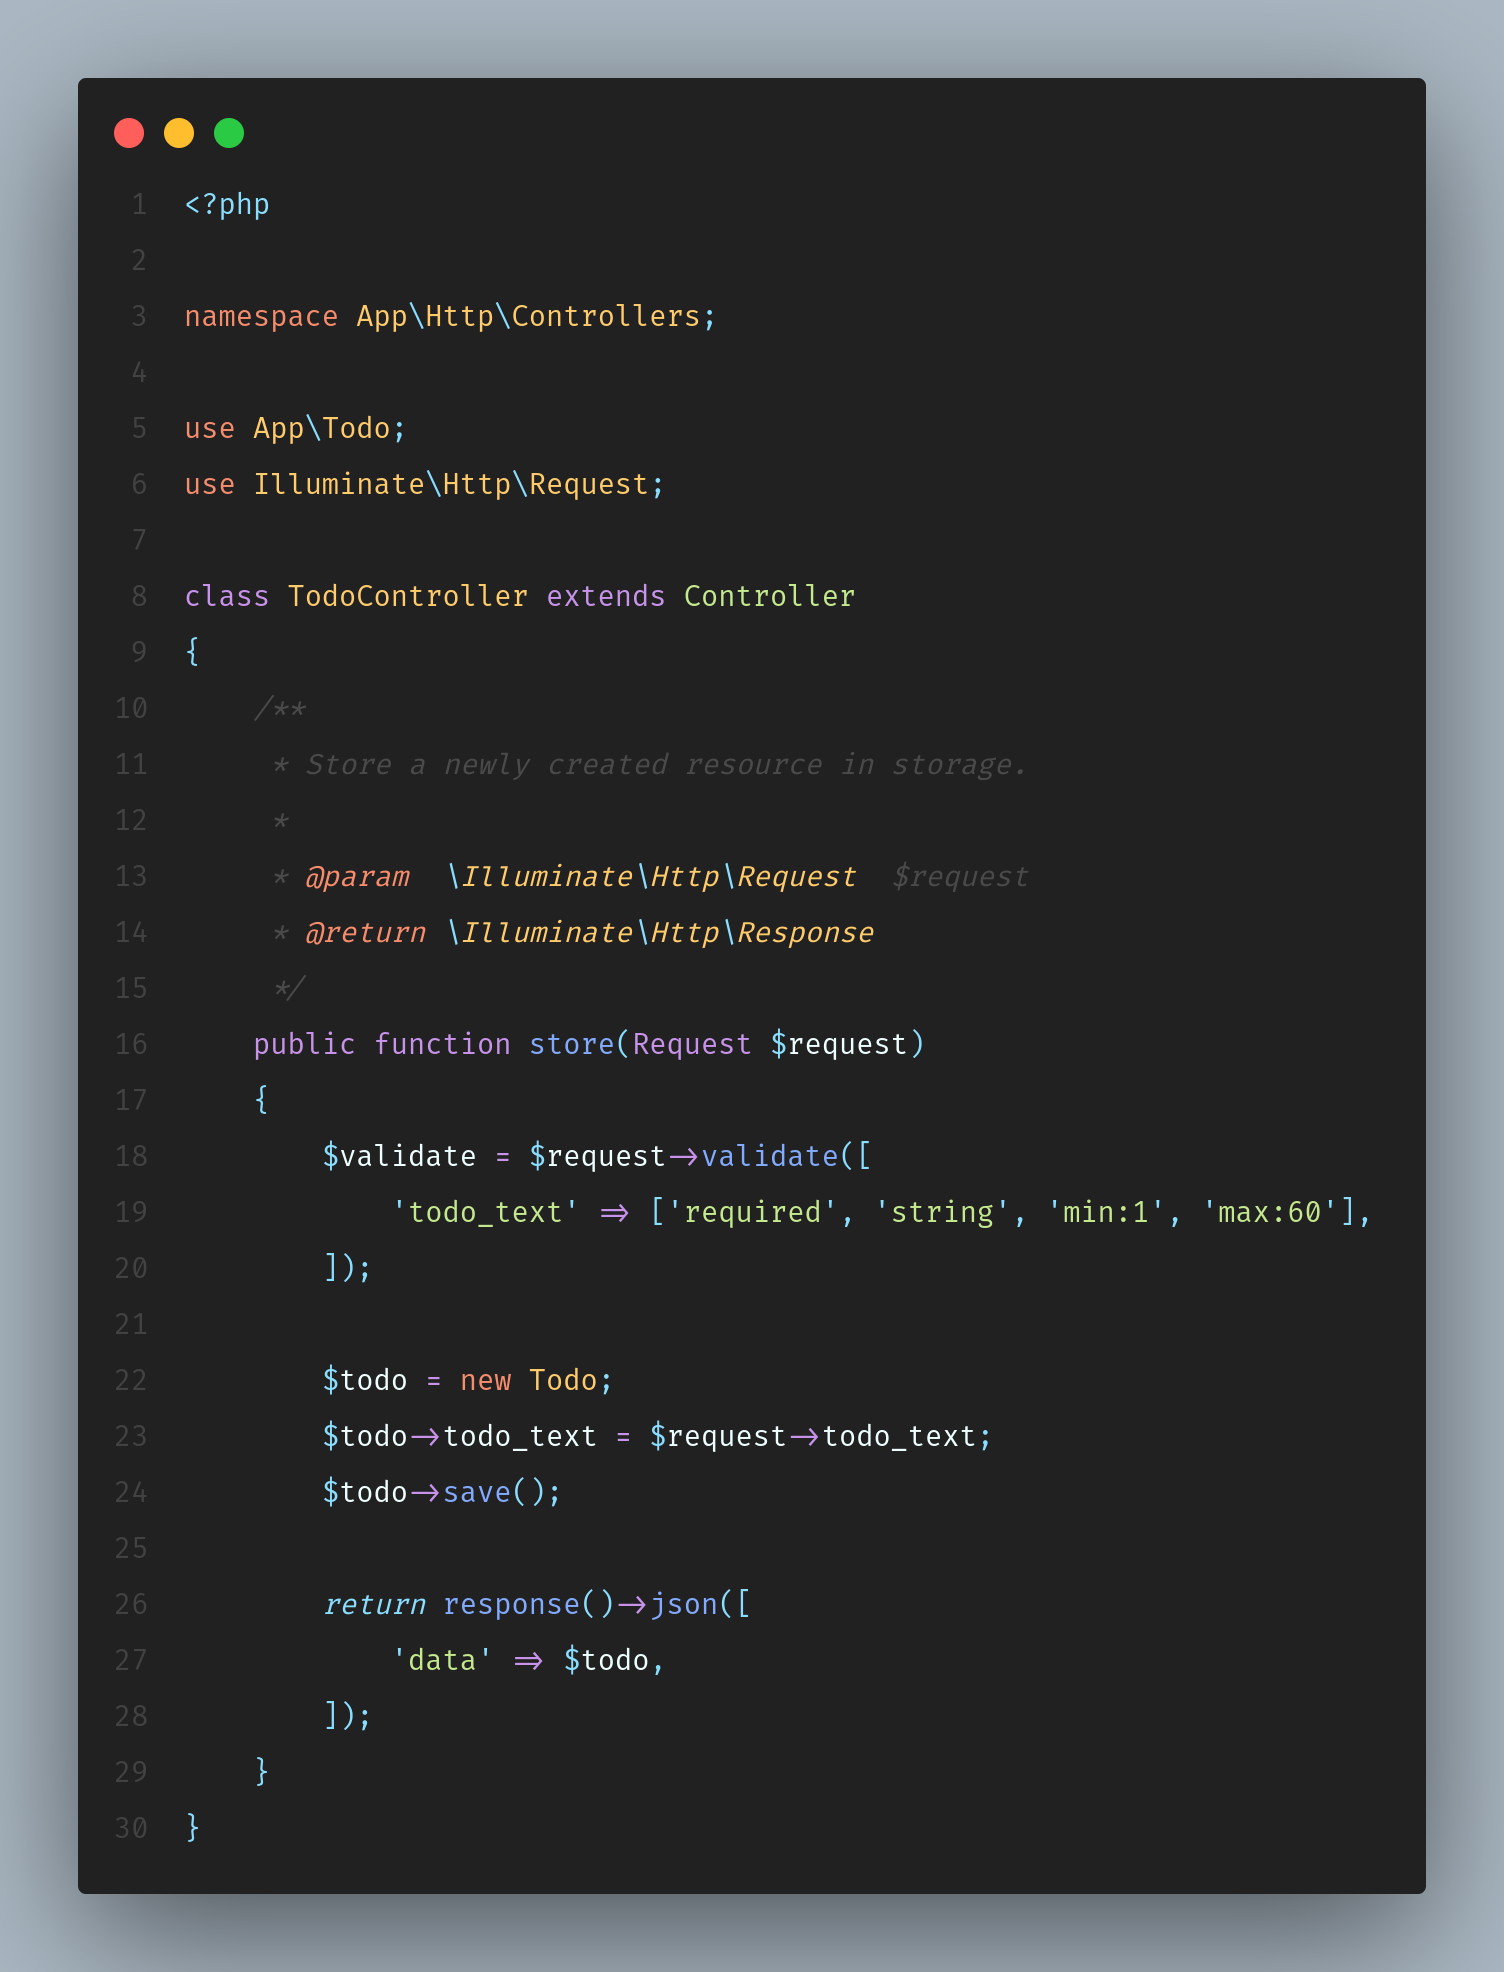 1 <?php
2
3 namespace App\Http\Controllers;
4
5 use App\Todo;
6 use Illuminate\Http\Request;
7
8 class TodoController extends Controller
9 {
10     /**
11      * Store a newly created resource in storage.
12      *
13      * @param  \Illuminate\Http\Request  $request
14      * @return \Illuminate\Http\Response
15      */
16     public function store(Request $request)
17     {
18         $validate = $request->validate([
19             'todo_text' => ['required', 'string', 'min:1', 'max:60'],
20         ]);
21
22         $todo = new Todo;
23         $todo->todo_text = $request->todo_text;
24         $todo->save();
25
26         return response()->json([
27             'data' => $todo,
28         ]);
29     }
30 }